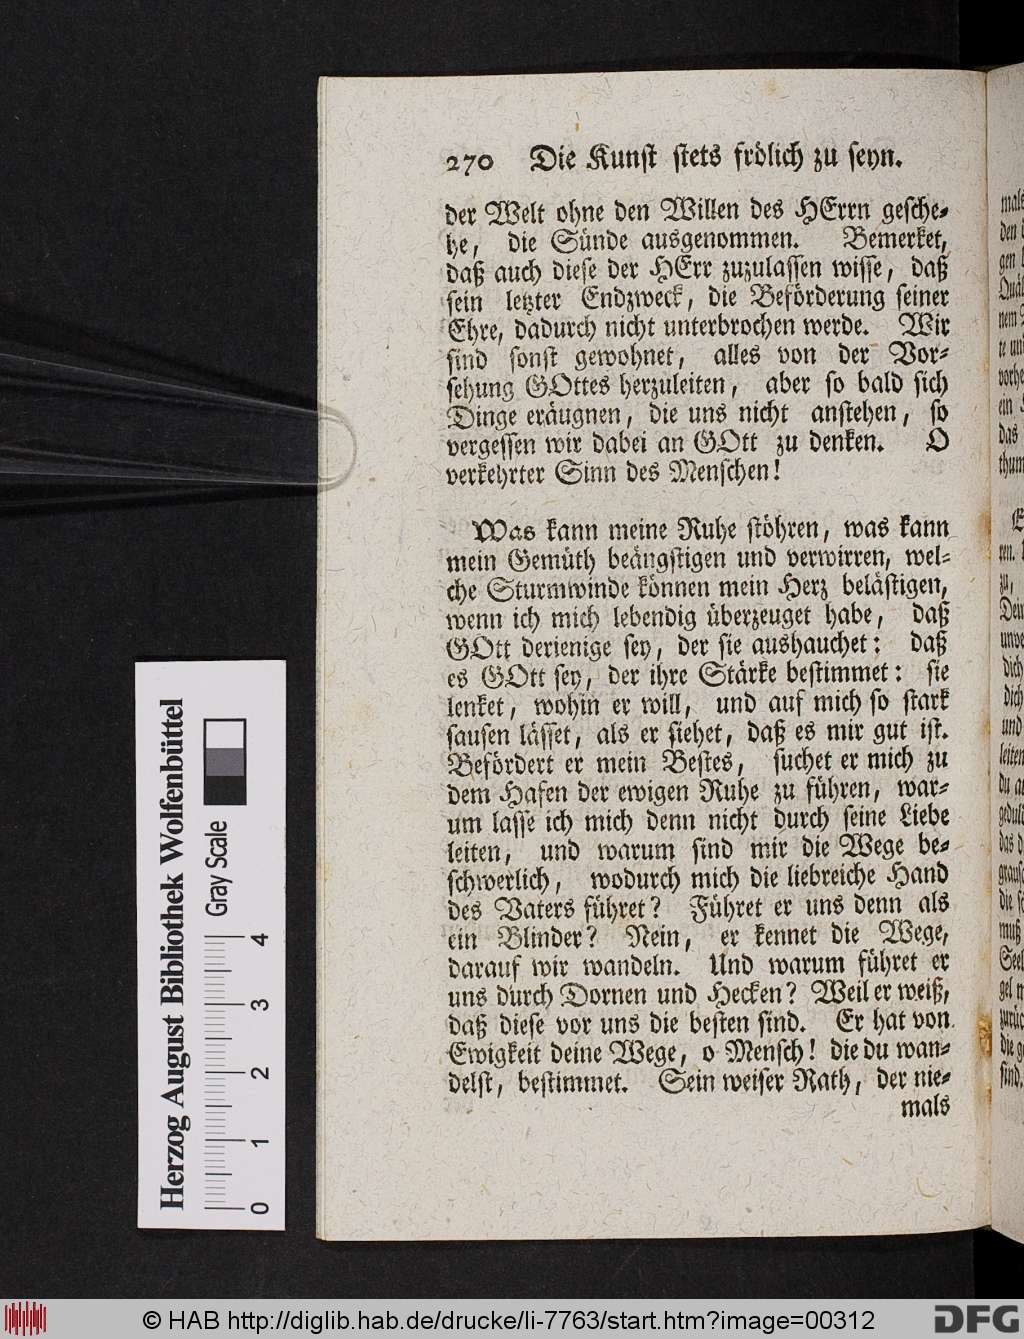 270 Die Kunst stets frölich zu seyn.
der Welt ohne den Willen des HErrn gesche-
he, die Sünde ausgenommen. Bemerket,
daß auch diese der HErr zuzulassen wisse, daß
sein letzter Endzweck, die Beförderung seiner
Ehre, dadurch nicht unterbrochen werde. Wir
sind sonst gewohnet, alles von der Vor-
sehung GOttes herzuleiten, aber so bald sich
Dinge eräugnen, die uns nicht anstehen, so
vergessen wir dabei an GOtt zu denken. O
verkehrter Sinn des Menschen!
Was kann meine Ruhe stöhren, was kann
mein Gemüth beängstigen und verwirren, wel-
che Sturmwinde können mein Herz belästigen,
wenn ich mich lebendig überzeuget habe, daß
GOtt derienige sey, der sie aushauchet: daß
es GOtt sey, der ihre Stärke bestimmet: sie
lenket, wohin er will, und auf mich so stark
sausen lässet, als er siehet, daß es mir gut ist.
Befördert er mein Bestes, suchet er mich zu
dem Hafen der ewigen Ruhe zu führen, war-
um lasse ich mich denn nicht durch seine Liebe
leiten, und warum sind mir die Wege be-
schwerlich, wodurch mich die liebreiche Hand
des Vaters führet? Führet er uns denn als
ein Blinder? Nein, er kennet die Wege,
darauf wir wandeln. Und warum führet er
uns durch Dornen und Hecken? Weil er weiß,
daß diese vor uns die besten sind. Er hat von
Ewigkeit deine Wege, o Mensch! die du wan-
delst, bestimmet. Sein weiser Rath, der nie-
mals
Herzog August Bibliothek Wolfenbüttel
Gray Scale
0 1 2 3 4
© HAB http://diglib.hab.de/drucke/li-7763/start.htm?image=00312
DFG